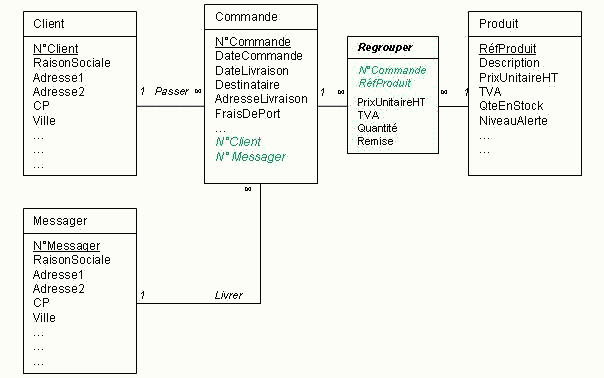 Client
N°Client
RaisonSociale
Adresse1
Adresse2
CP
Ville
...
...
...
1 Passer ∞
Commande
N°Commande
DateCommande
DateLivraison
Destinataire
AdresseLivraison
FraisDePort
...
N°Client
N° Messager
1 ∞
Regrouper
N°Commande
RéfProduit
PrixUnitaireHT
TVA
Quantité
Remise
∞ 1
Produit
RéfProduit
Description
PrixUnitaireHT
TVA
QteEnStock
NiveauAlerte
...
...
∞
Messager
N°Messager
RaisonSociale
Adresse1
Adresse2
CP
Ville
...
...
...
1 Livrer